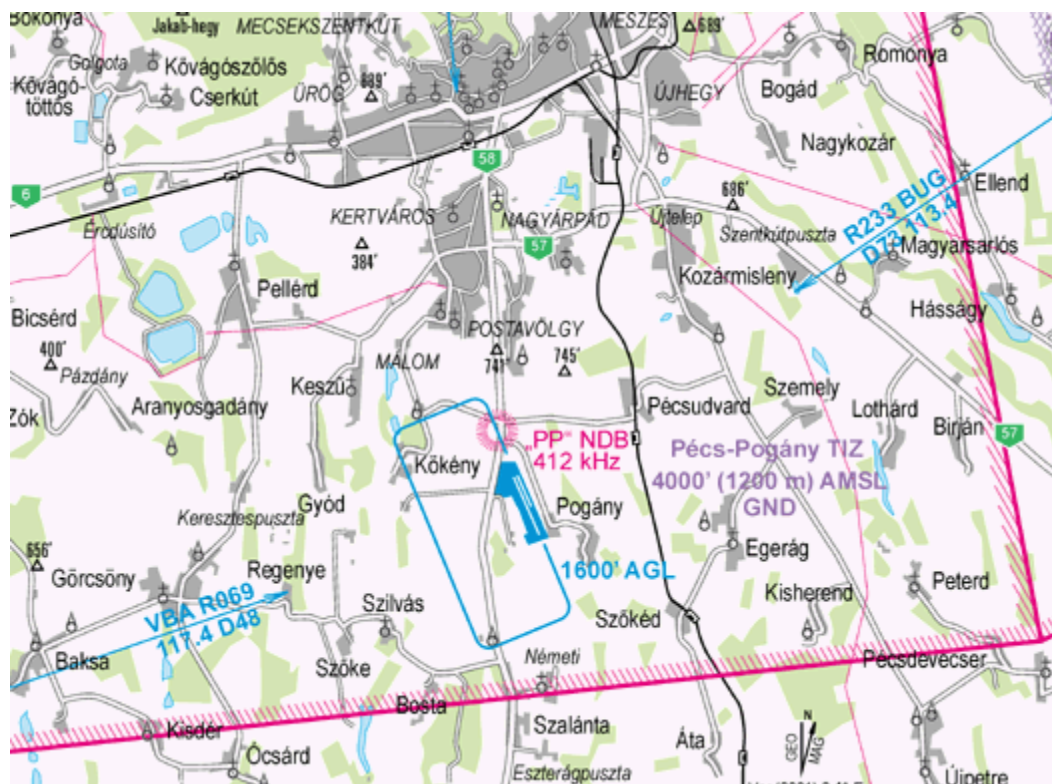 Bokonya
Jakab-hegy
MECSEKSZENTKÚT
MESZES
689'
Golgota
Kővágószőlős
Romonya
Kővágó-
töttös
Cserkút
ÜRÖG
689'
ÚJHEGY
Bogád
Nagykozár
58
6
686'
Ellend
R233 BUG
D73 113.4
Erődúsító
KERTVÁROS
NAGYÁRPÁD
Újtelep
Szentkútpuszta
Magyarsarlós
57
384'
Kozármisleny
Pellérd
Hásságy
Bicsérd
POSTAVÖLGY
400'
MALOM
741'
745'
Pázdány
Keszü
Szemely
Zók
Aranyosgadány
Pécsudvard
Lothárd
Birján
57
„PP" NDB
412 kHz
Pécs-Pogány TIZ
4000' (1200 m) AMSL
GND
Kökény
Gyód
Pogány
Keresztespuszta
656'
Egerág
Görcsöny
Regenye
1600' AGL
Peterd
VBA R069
117.4 D48
Szilvás
Kisherend
Szőkéd
Baksa
Szőke
Németi
Pécsdevecser
Bosta
Kisdér
Szalánta
Áta
N
GEO
MAG
Ócsárd
Eszterágpuszta
Újpetre